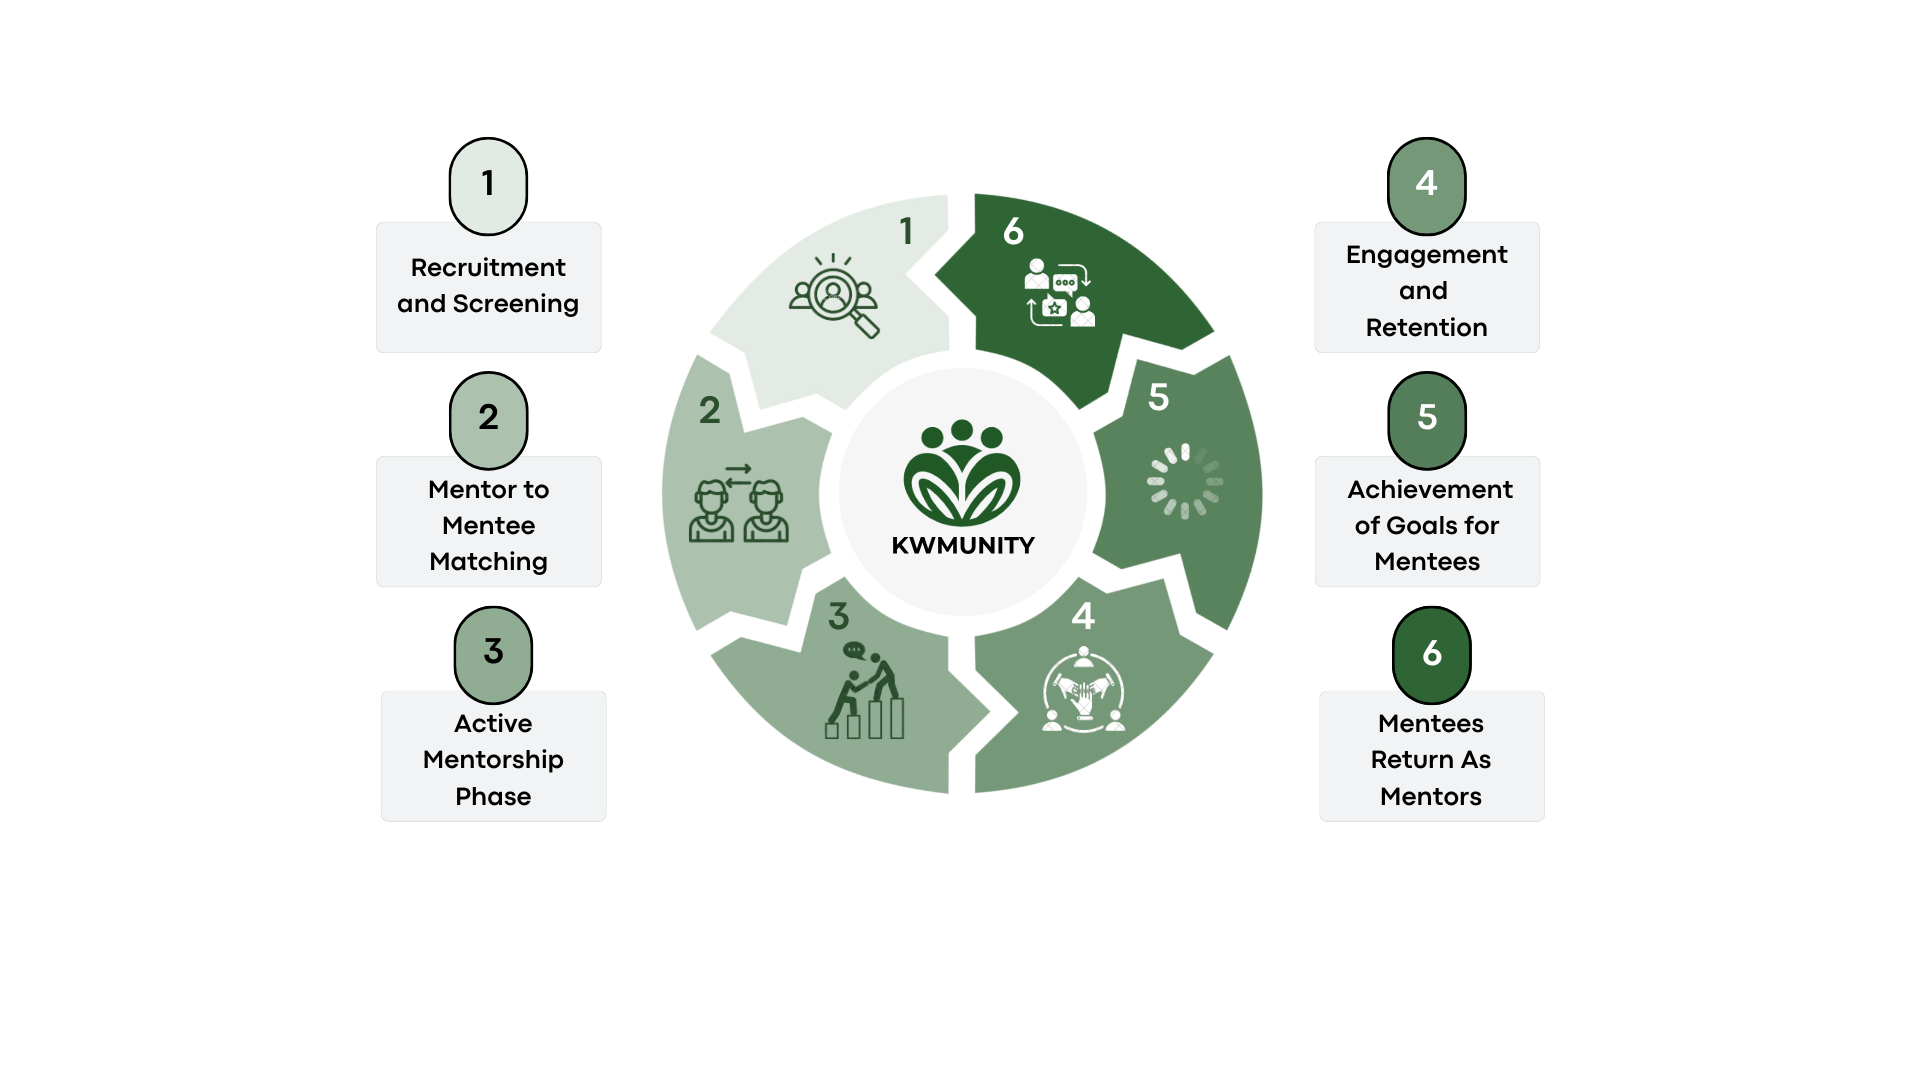 1
Recruitment
and Screening
2
Mentor to
Mentee
Matching
3
Active
Mentorship
Phase
1
2
3
4
5
6
KWMUNITY
4
Engagement
and
Retention
5
Achievement
of Goals for
Mentees
6
Mentees
Return As
Mentors